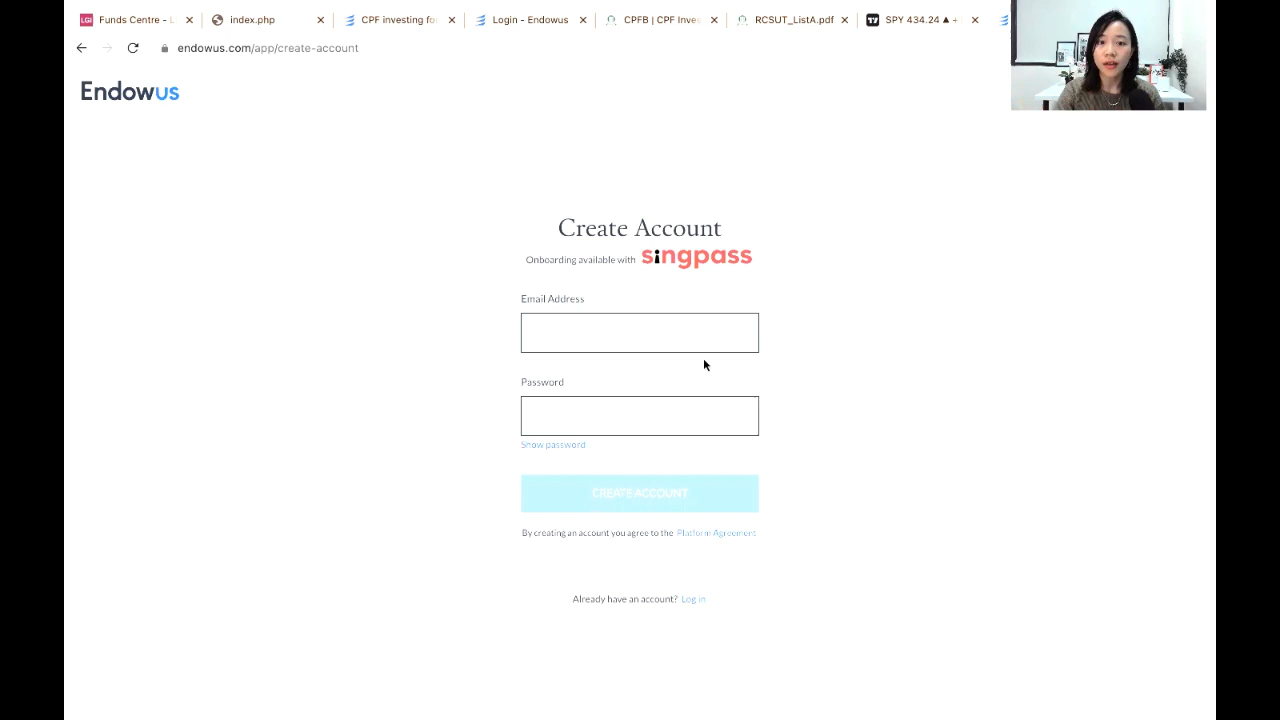 LGI Funds Centre - L
index.php
CPF investing fo
Login - Endowus
CPFB | CPF Inve
RCSUT_ListA.pdf
SPY 434.24 ▲ +
endowus.com/app/create-account
Endowus
Create Account
Onboarding available with singpass
Email Address
Password
Show password
CREATE ACCOUNT
By creating an account you agree to the Platform Agreement
Already have an account? Log in